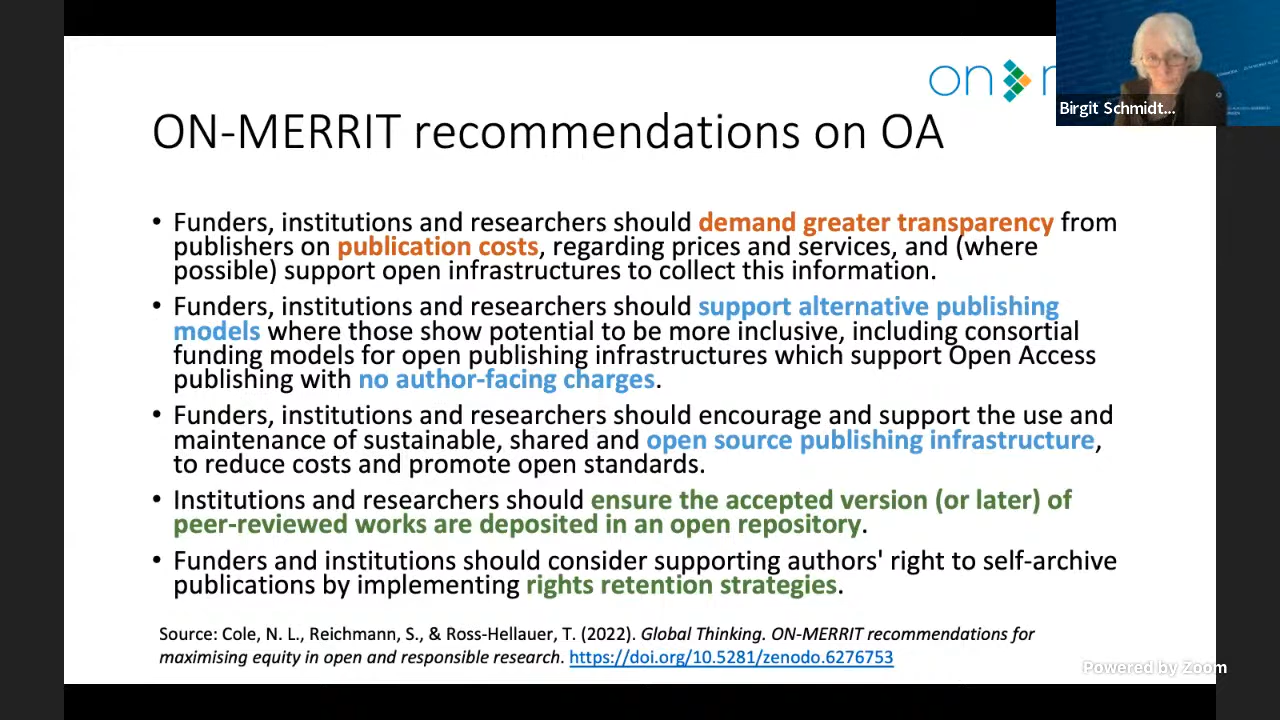 on
Birgit Schmidt...
ON-MERRIT recommendations on OA
• Funders, institutions and researchers should demand greater transparency from
publishers on publication costs, regarding prices and services, and (where
possible) support open infrastructures to collect this information.
• Funders, institutions and researchers should support alternative publishing
models where those show potential to be more inclusive, including consortial
funding models for open publishing infrastructures which support Open Access
publishing with no author-facing charges.
• Funders, institutions and researchers should encourage and support the use and
maintenance of sustainable, shared and open source publishing infrastructure,
to reduce costs and promote open standards.
• Institutions and researchers should ensure the accepted version (or later) of
peer-reviewed works are deposited in an open repository.
• Funders and institutions should consider supporting authors' right to self-archive
publications by implementing rights retention strategies.
Source: Cole, N. L., Reichmann, S., & Ross-Hellauer, T. (2022). Global Thinking. ON-MERRIT recommendations for
maximising equity in open and responsible research. https://doi.org/10.5281/zenodo.6276753
Powered by Zoom